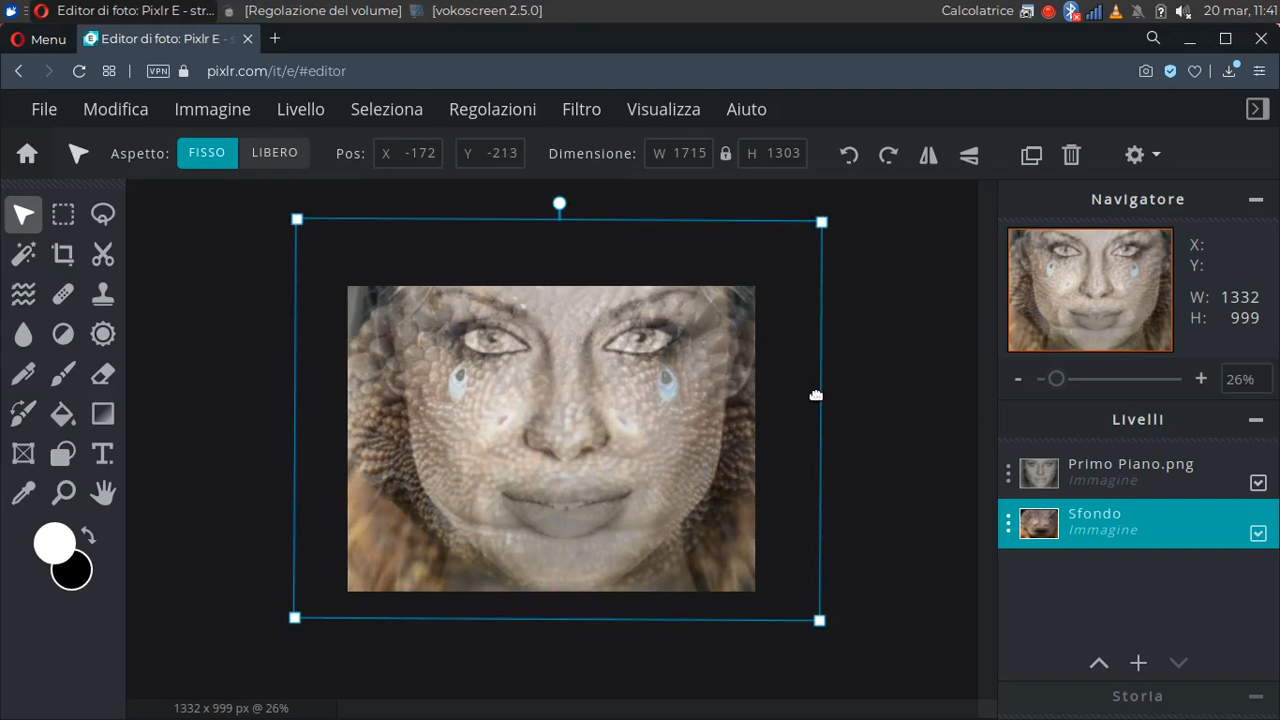 Editor di foto: Pixlr E - str...
[Regolazione del volume]
[vokoscreen 2.5.0]
Calcolatrice
20 mar, 11:41
Menu
Editor di foto: Pixlr E - s
VPN
pixlr.com/it/e/#editor
File
Modifica
Immagine
Livello
Seleziona
Regolazioni
Filtro
Visualizza
Aiuto
Aspetto:
FISSO
LIBERO
Pos:
X -172
Y -213
Dimensione:
W 1715
H 1303
Navigatore
X:
Y:
W: 1332
H: 999
26%
Livelli
Primo Piano.png
Immagine
Sfondo
Immagine
Storia
1332 x 999 px @ 26%